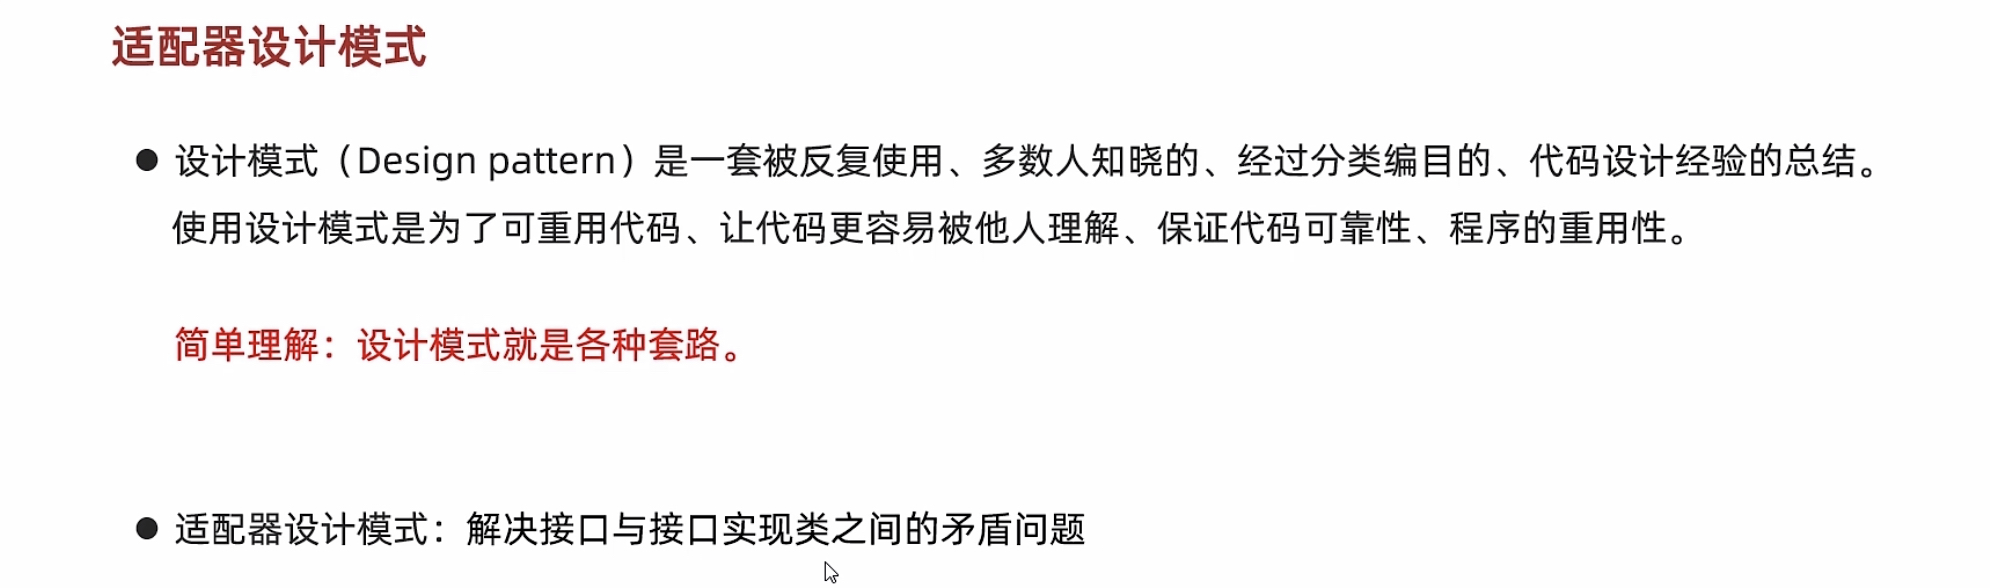 适配器设计模式
设计模式（Design pattern）是一套被反复使用、多数人知晓的、经过分类编目的、代码设计经验的总结。
使用设计模式是为了可重用代码、让代码更容易被他人理解、保证代码可靠性、程序的重用性。
简单理解：设计模式就是各种套路。
适配器设计模式：解决接口与接口实现类之间的矛盾问题